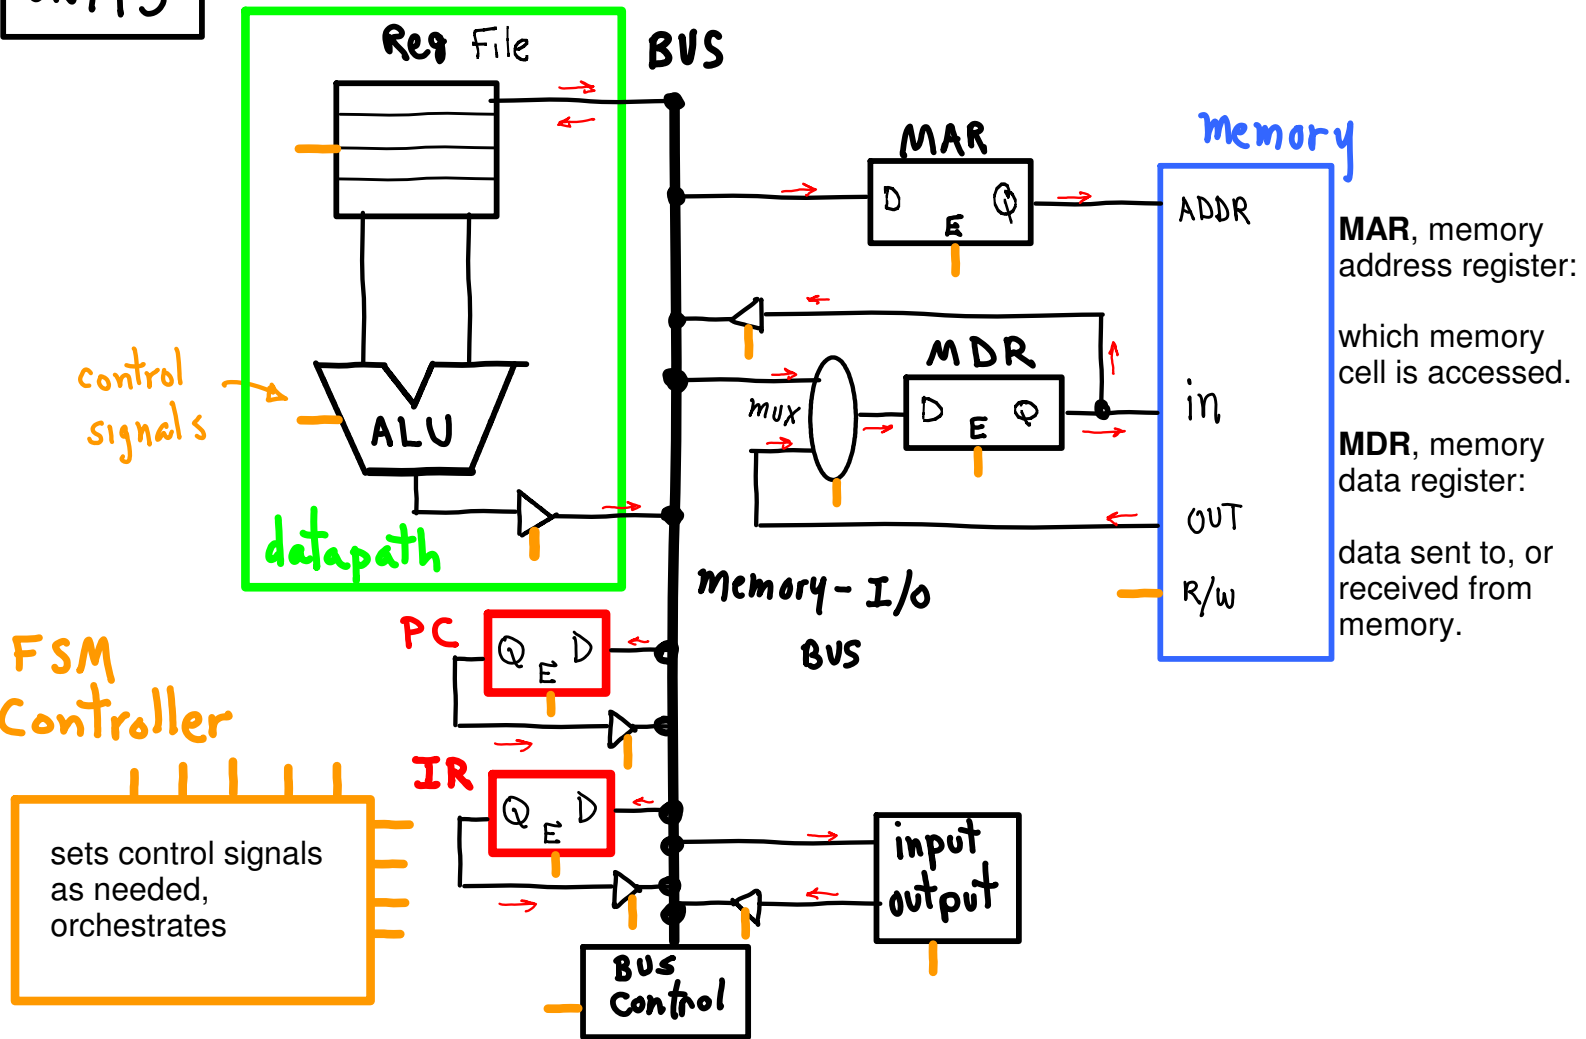 Reg File
BUS
MAR
D
Q
E
Memory
ADDR
in
OUT
R/W
MAR, memory
address register:
which memory
cell is accessed.
MDR, memory
data register:
data sent to, or
received from
memory.
MDR
mux
D
Q
E
control
signals
ALU
datapath
Memory - I/O
BUS
PC
Q
E
D
FSM
Controller
sets control signals
as needed,
orchestrates
IR
Q
E
D
input
output
BUS
Control